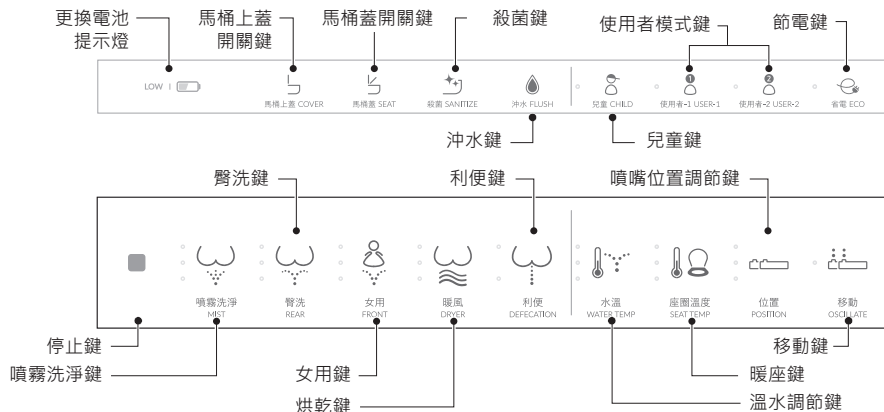 更換電池
提示燈
馬桶上蓋
開關鍵
馬桶蓋開關鍵
殺菌鍵
使用者模式鍵
節電鍵
LOW
馬桶上蓋 COVER
馬桶蓋 SEAT
殺菌 SANITIZE
沖水 FLUSH
兒童 CHILD
1
使用者-1 USER-1
2
使用者-2 USER-2
省電 ECO
沖水鍵
兒童鍵
臀洗鍵
利便鍵
噴嘴位置調節鍵
噴霧洗淨
MIST
臀洗
REAR
女用
FRONT
暖風
DRYER
利便
DEFECATION
水溫
WATER TEMP
座圈溫度
SEAT TEMP
位置
POSITION
移動
OSCILLATE
停止鍵
噴霧洗淨鍵
女用鍵
烘乾鍵
移動鍵
暖座鍵
溫水調節鍵